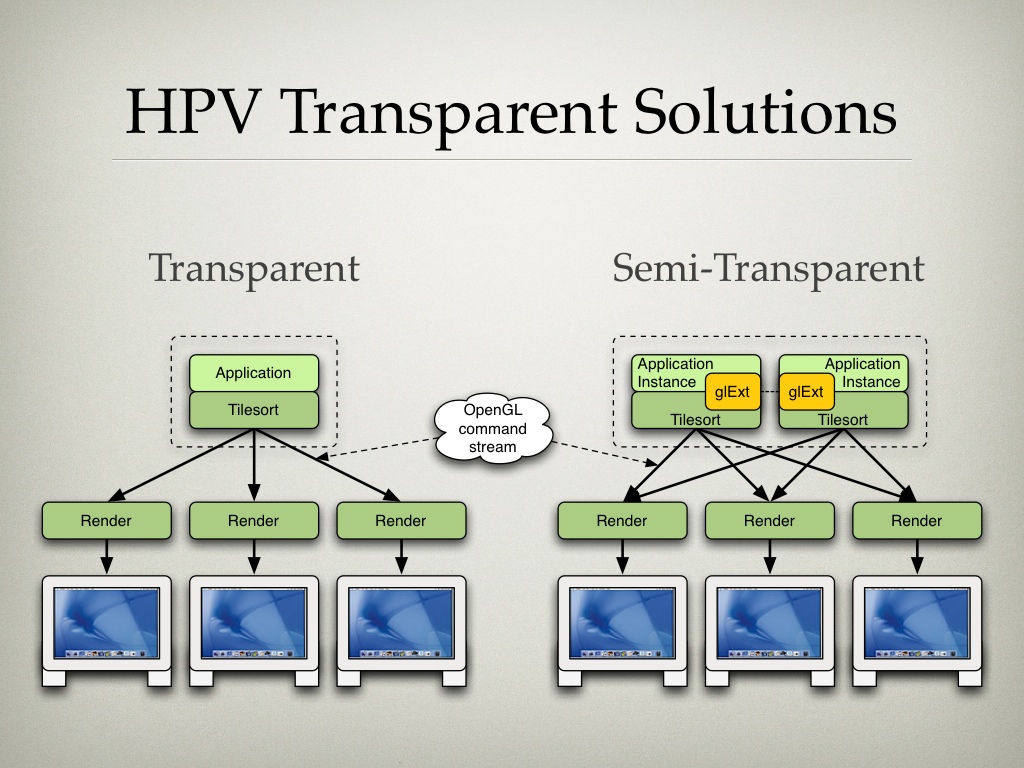 HPV Transparent Solutions
Transparent
Semi-Transparent
Application
Tilesort
OpenGL
command
stream
Application
Instance
glExt
Tilesort
Application
Instance
glExt
Tilesort
Render
Render
Render
Render
Render
Render